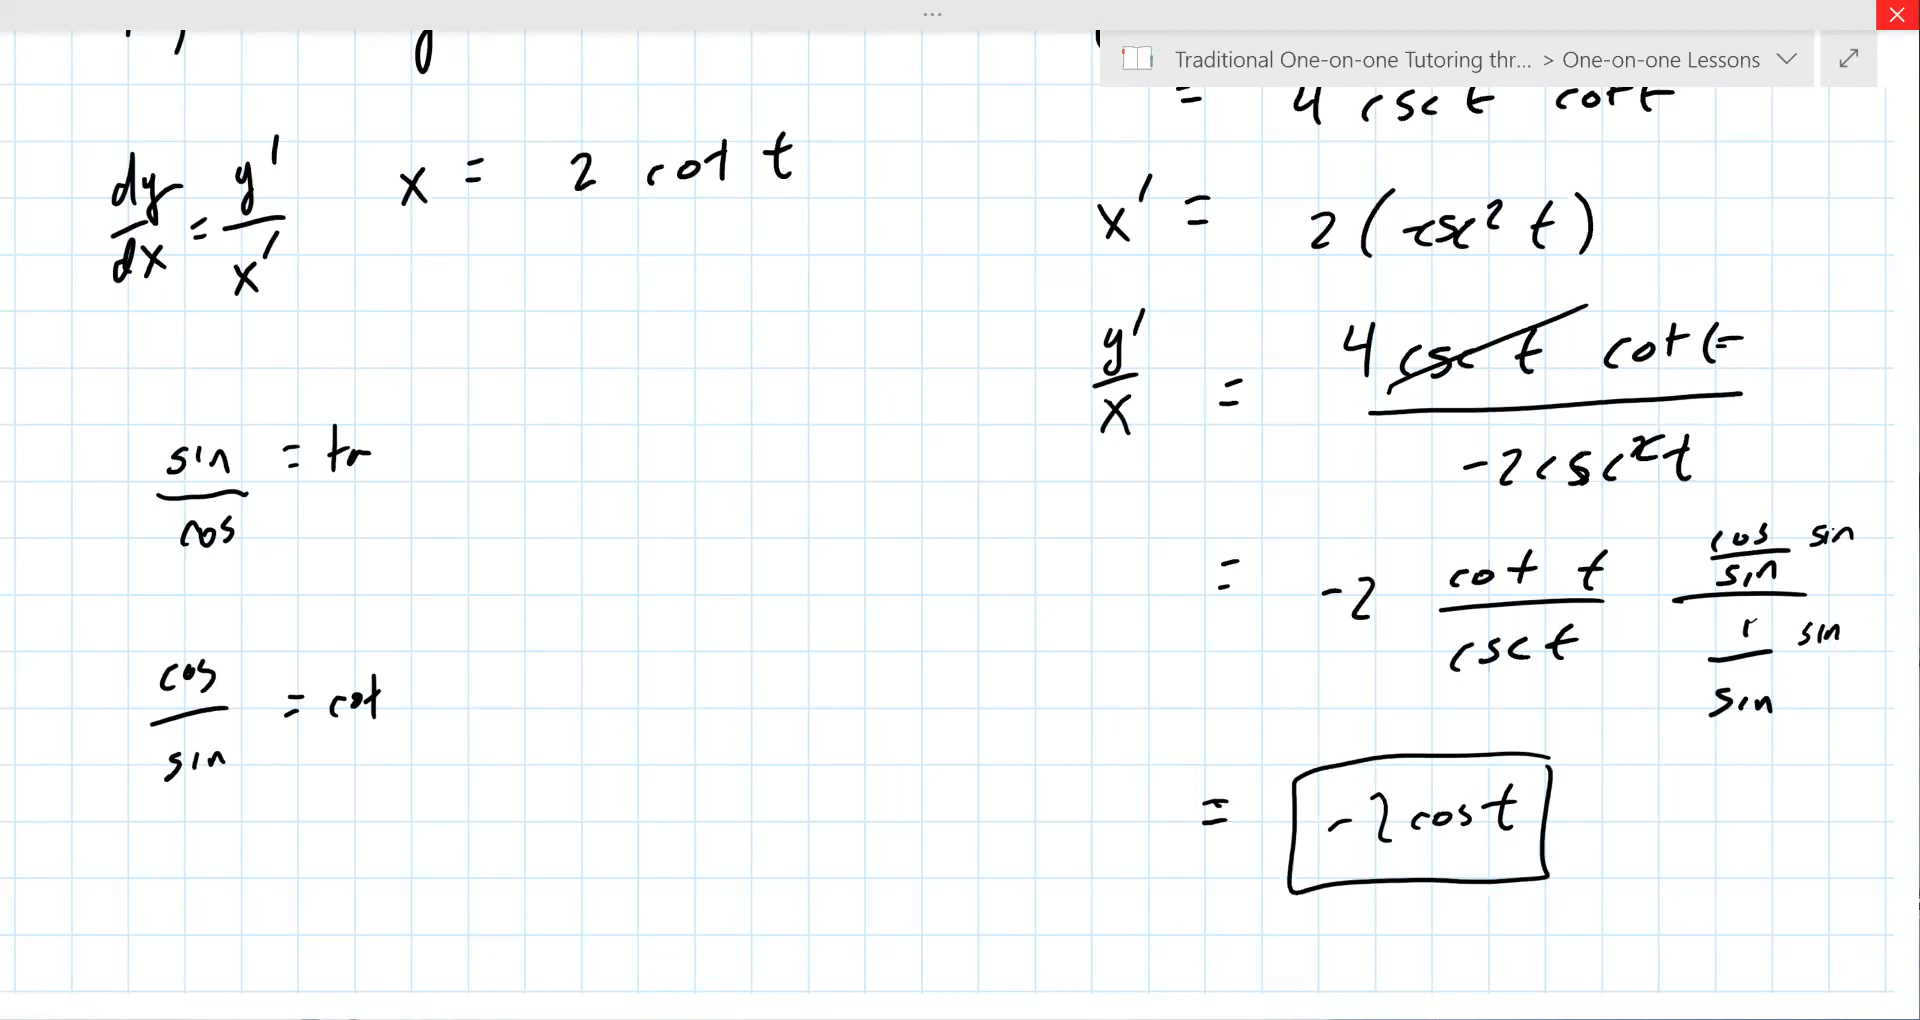 Traditional One-on-one Tutoring thr... > One-on-one Lessons
= 4 csc t cot t
dy/dx = y'/x' x = 2 cot t
x' = 2(-csc² t)
y'/x = 4 csc t cot t / -2 csc² t
sin/cos = tn
= -2 cot t / csc t
cos/sin sin
1/sin sin
cos/sin = cot
= -2 cos t